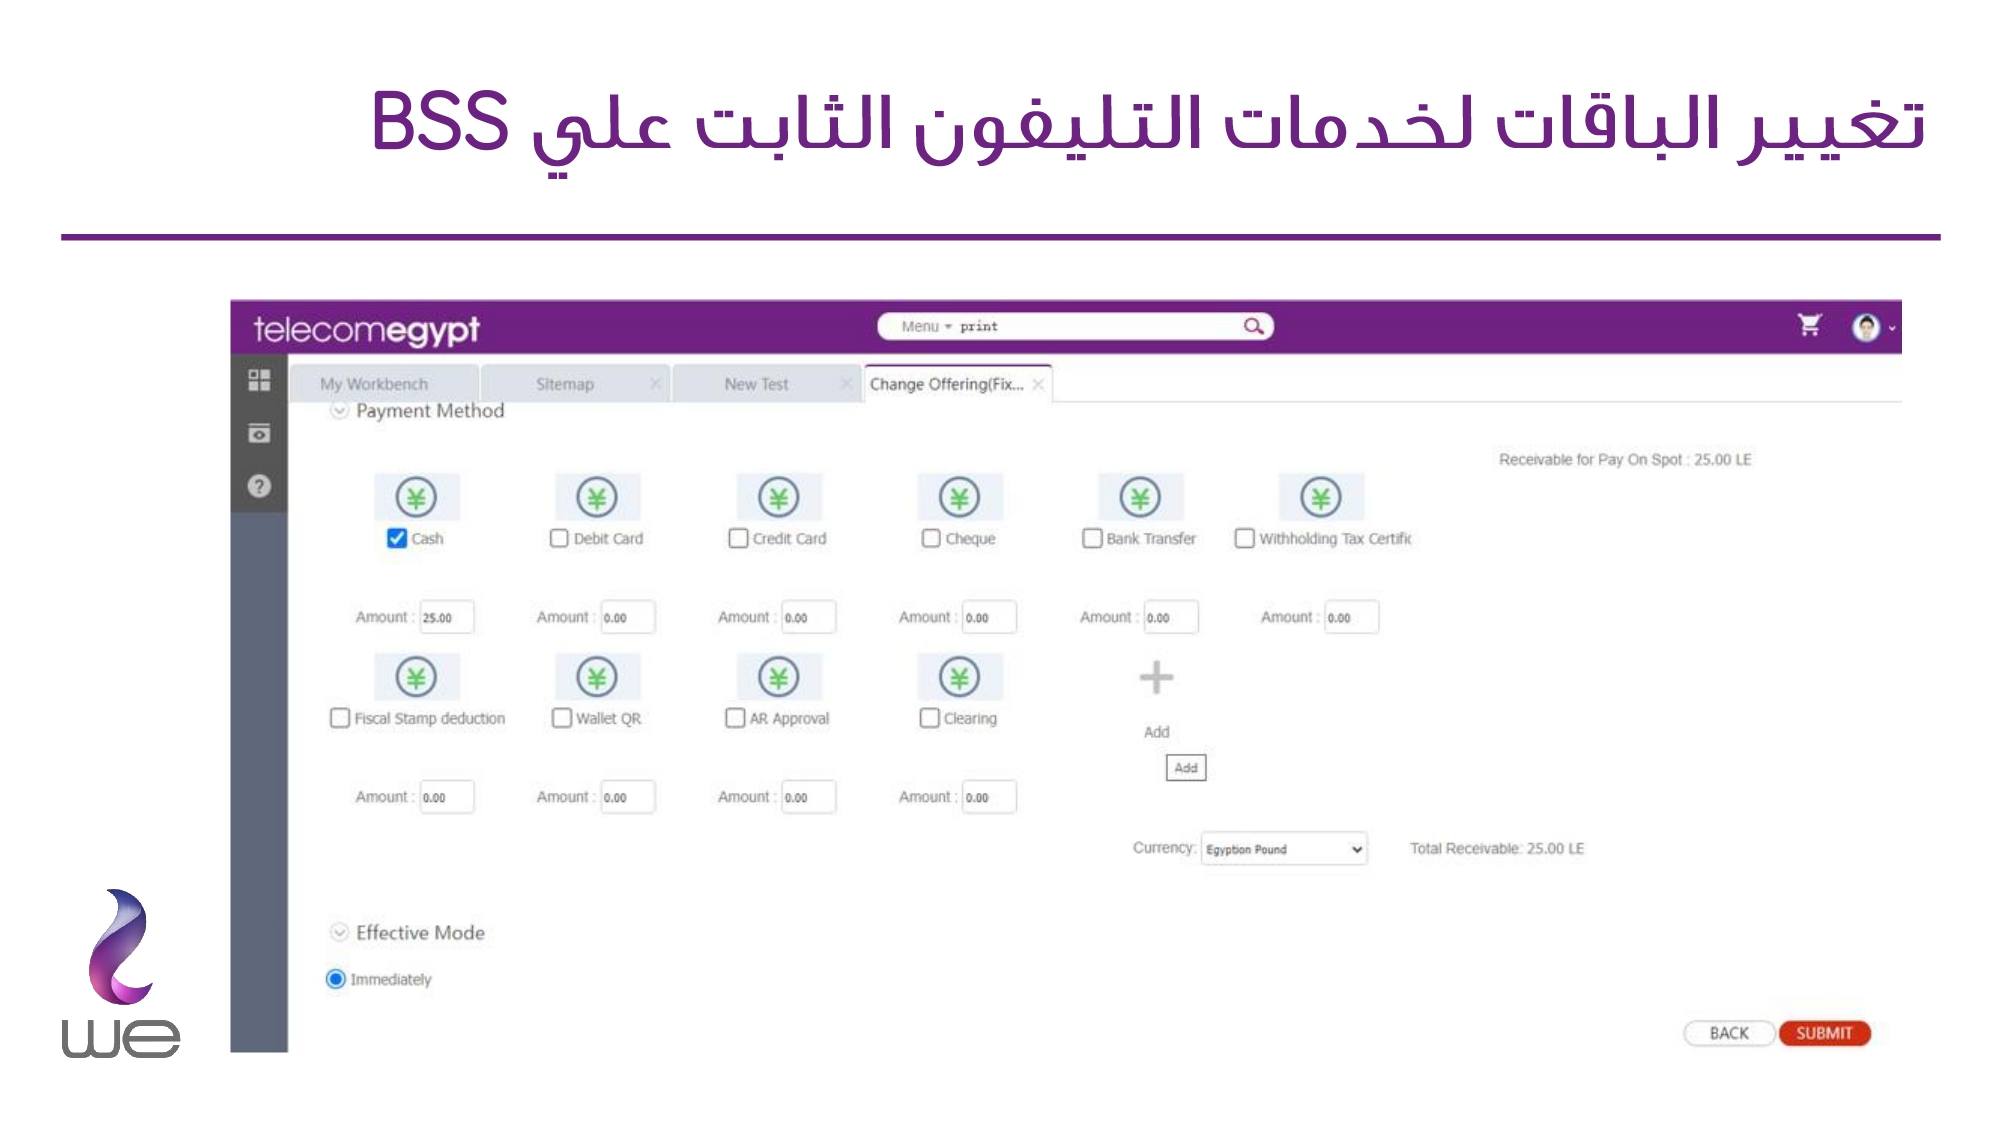 تغيير الباقات لخدمات التليفون الثابت علي BSS
telecomegypt
Menu print
My Workbench Sitemap New Test Change Offering(Fix...
Payment Method
Receivable for Pay On Spot : 25.00 LE
Cash Debit Card Credit Card Cheque Bank Transfer Withholding Tax Certific
Amount : 25.00 Amount : 0.00 Amount : 0.00 Amount : 0.00 Amount : 0.00 Amount : 0.00
Fiscal Stamp deduction Wallet QR AR Approval Clearing
Add
Add
Amount : 0.00 Amount : 0.00 Amount : 0.00 Amount : 0.00
Currency: Egyption Pound Total Receivable: 25.00 LE
Effective Mode
Immediately
BACK SUBMIT
we